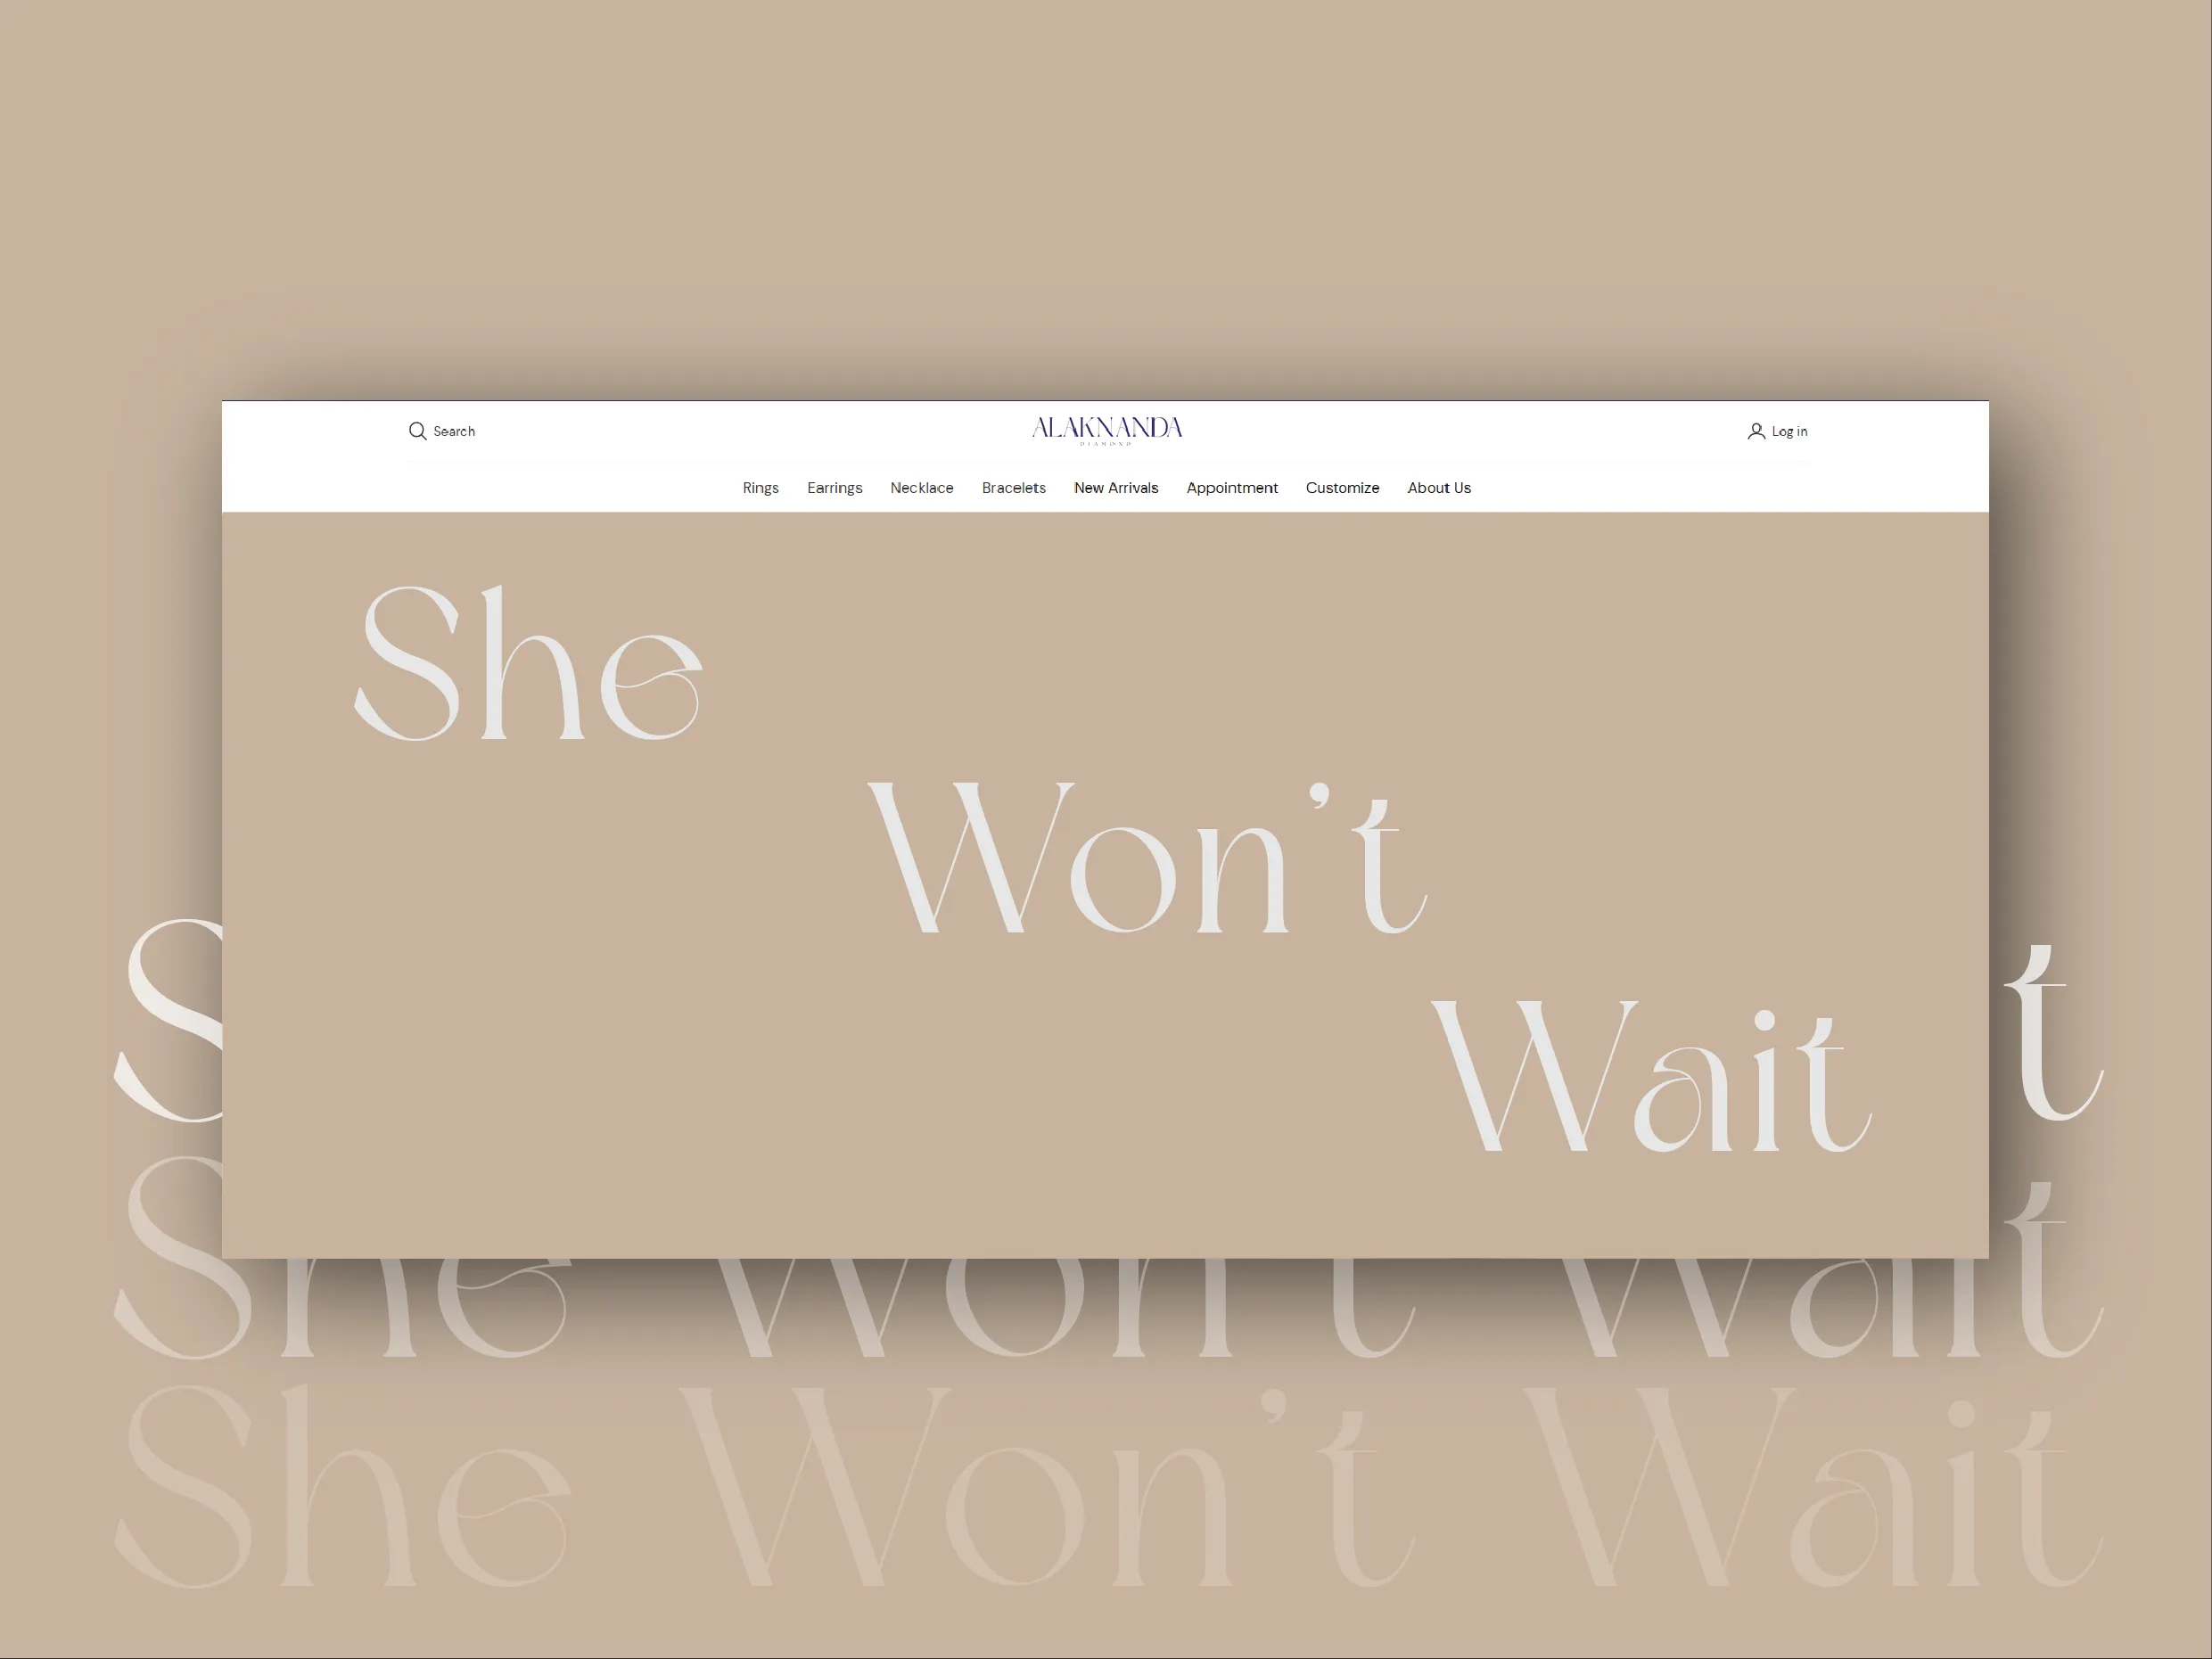 Search
ALAKNANDA
DIAMOND
Log in
Rings Earrings Necklace Bracelets New Arrivals Appointment Customize About Us
She
Won’t
Wait
S t
She Won't Wait
She Won’t Wait